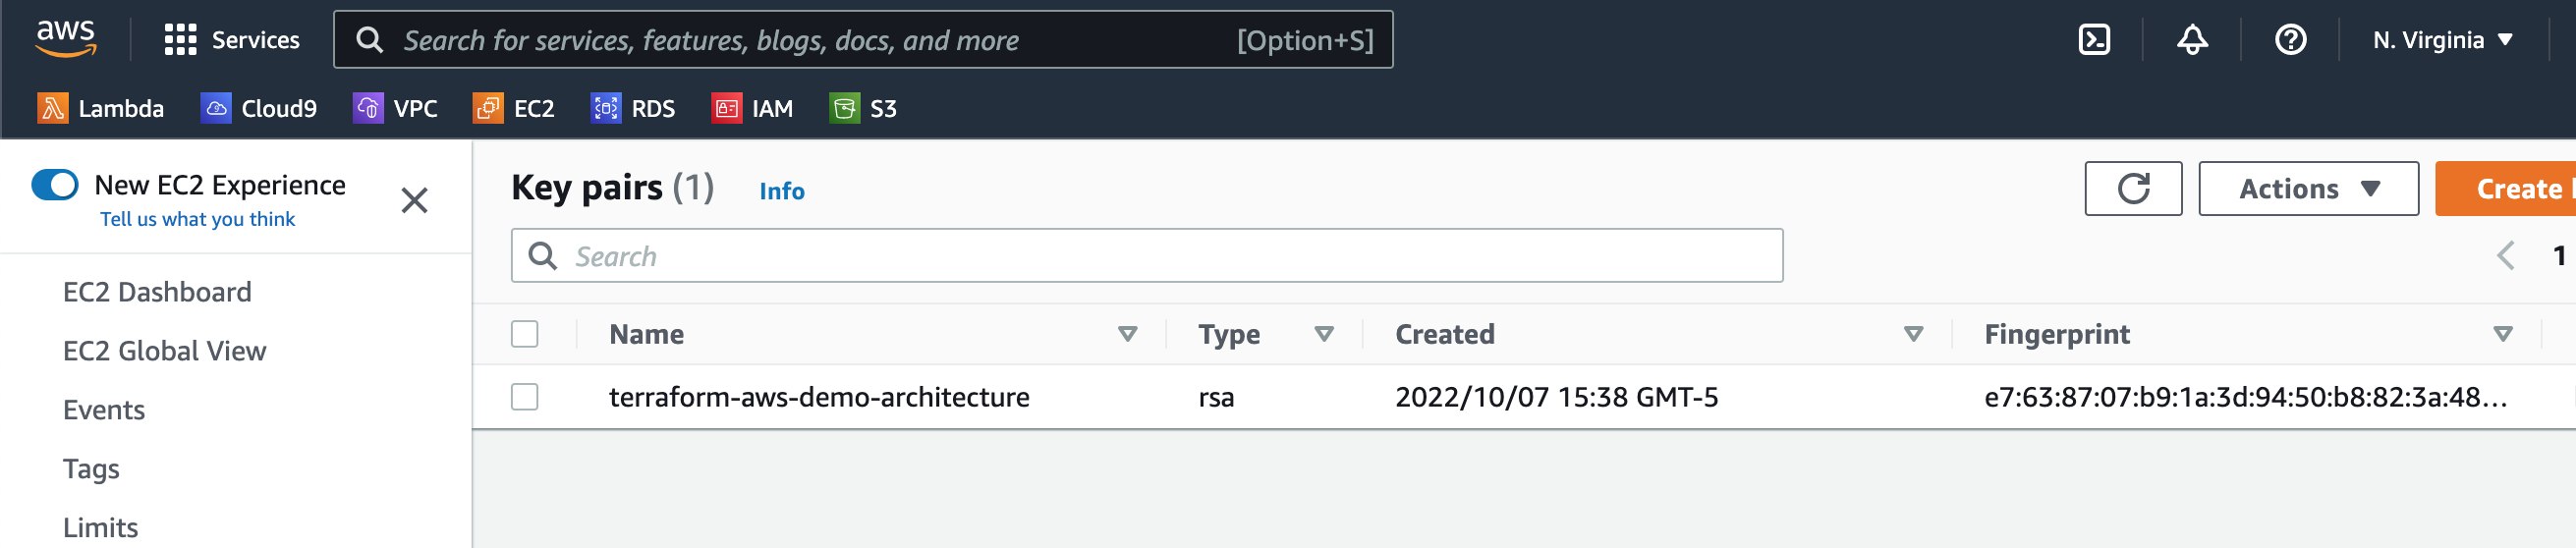 aws Services Search for services, features, blogs, docs, and more [Option+S] N. Virginia
Lambda Cloud9 VPC EC2 RDS IAM S3
New EC2 Experience
Tell us what you think
EC2 Dashboard
EC2 Global View
Events
Tags
Limits
Key pairs (1) Info Actions Create
Search 1
Name Type Created Fingerprint
terraform-aws-demo-architecture rsa 2022/10/07 15:38 GMT-5 e7:63:87:07:b9:1a:3d:94:50:b8:82:3a:48...